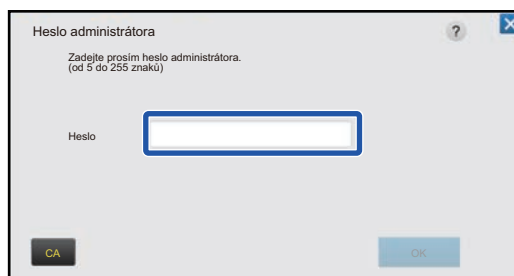 Heslo administrátora
?
Zadejte prosím heslo administrátora.
(od 5 do 255 znaků)
Heslo
CA
OK